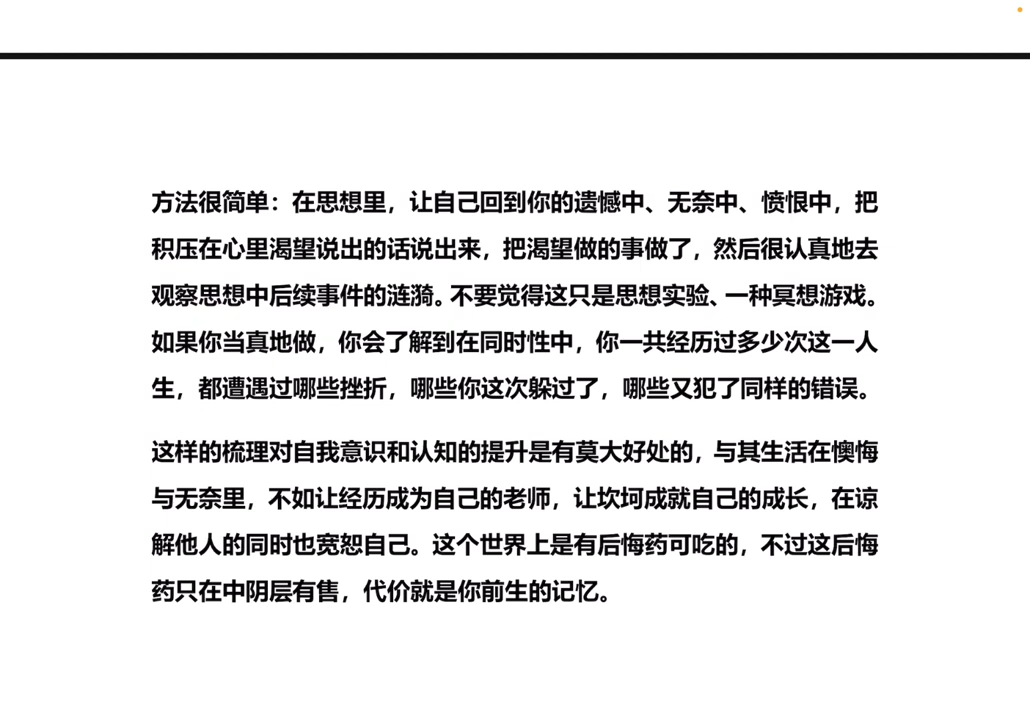 方法很简单：在思想里，让自己回到你的遗憾中、无奈中、愤恨中，把
积压在心里渴望说出的话说出来，把渴望做的事做了，然后很认真地去
观察思想中后续事件的涟漪。不要觉得这只是思想实验、一种冥想游戏。
如果你当真地做，你会了解到在同时性中，你一共经历过多少次这一人
生，都遭遇过哪些挫折，哪些你这次躲过了，哪些又犯了同样的错误。
这样的梳理对自我意识和认知的提升是有莫大好处的，与其生活在懊悔
与无奈里，不如让经历成为自己的老师，让坎坷成就自己的成长，在谅
解他人的同时也宽恕自己。这个世界上是有后悔药可吃的，不过这后悔
药只在中阴层有售，代价就是你前生的记忆。